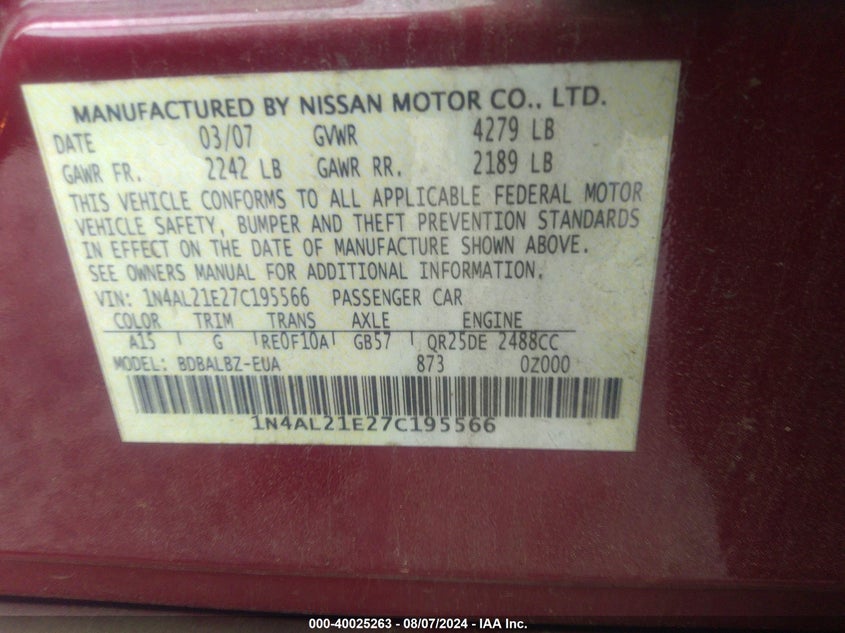 MANUFACTURED BY NISSAN MOTOR CO., LTD.
DATE 03/07 GVWR 4279 LB
GAWR FR. 2242 LB GAWR RR. 2189 LB
THIS VEHICLE CONFORMS TO ALL APPLICABLE FEDERAL MOTOR
VEHICLE SAFETY, BUMPER AND THEFT PREVENTION STANDARDS
IN EFFECT ON THE DATE OF MANUFACTURE SHOWN ABOVE.
SEE OWNERS MANUAL FOR ADDITIONAL INFORMATION.
VIN: 1N4AL21E27C195566 PASSENGER CAR
COLOR TRIM TRANS AXLE ENGINE
A15 G RE0F10A GB57 QR25DE 2488CC
MODEL: BDBALBZ-EUA 873 0Z000
1N4AL21E27C195566
000-40025263 - 08/07/2024 - IAA Inc.